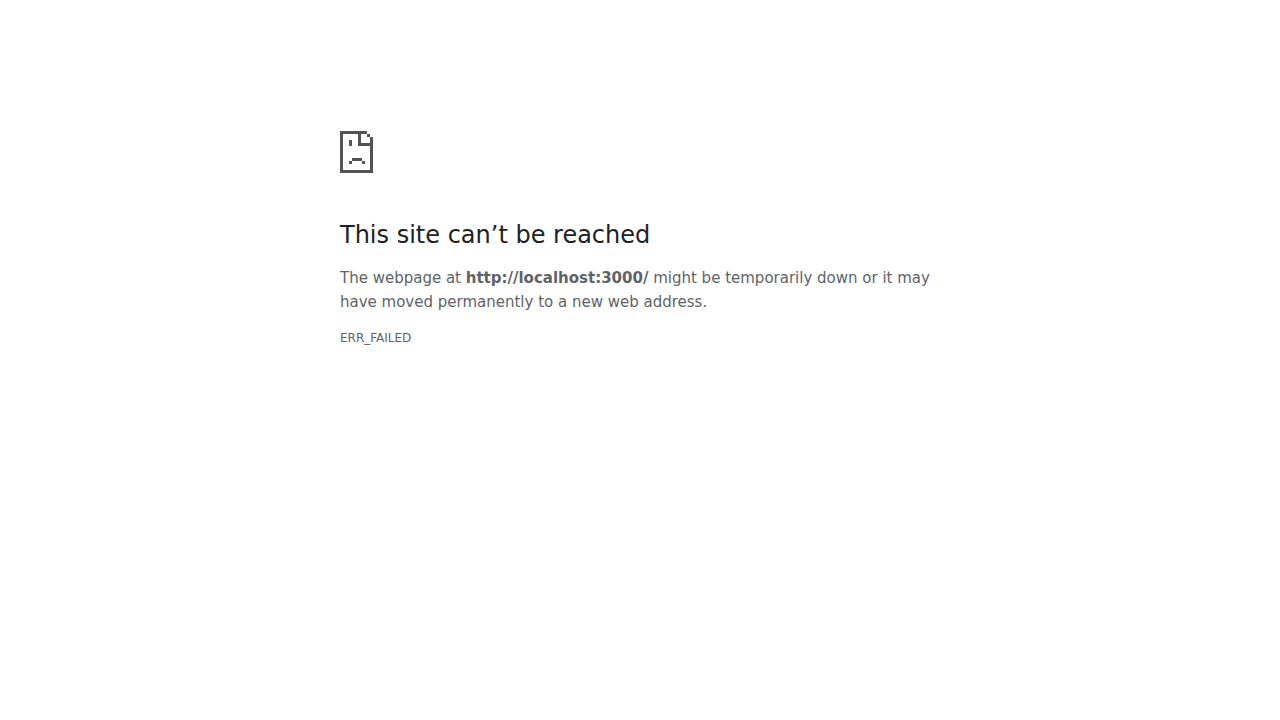 This site can’t be reached
The webpage at http://localhost:3000/ might be temporarily down or it may
have moved permanently to a new web address.
ERR_FAILED